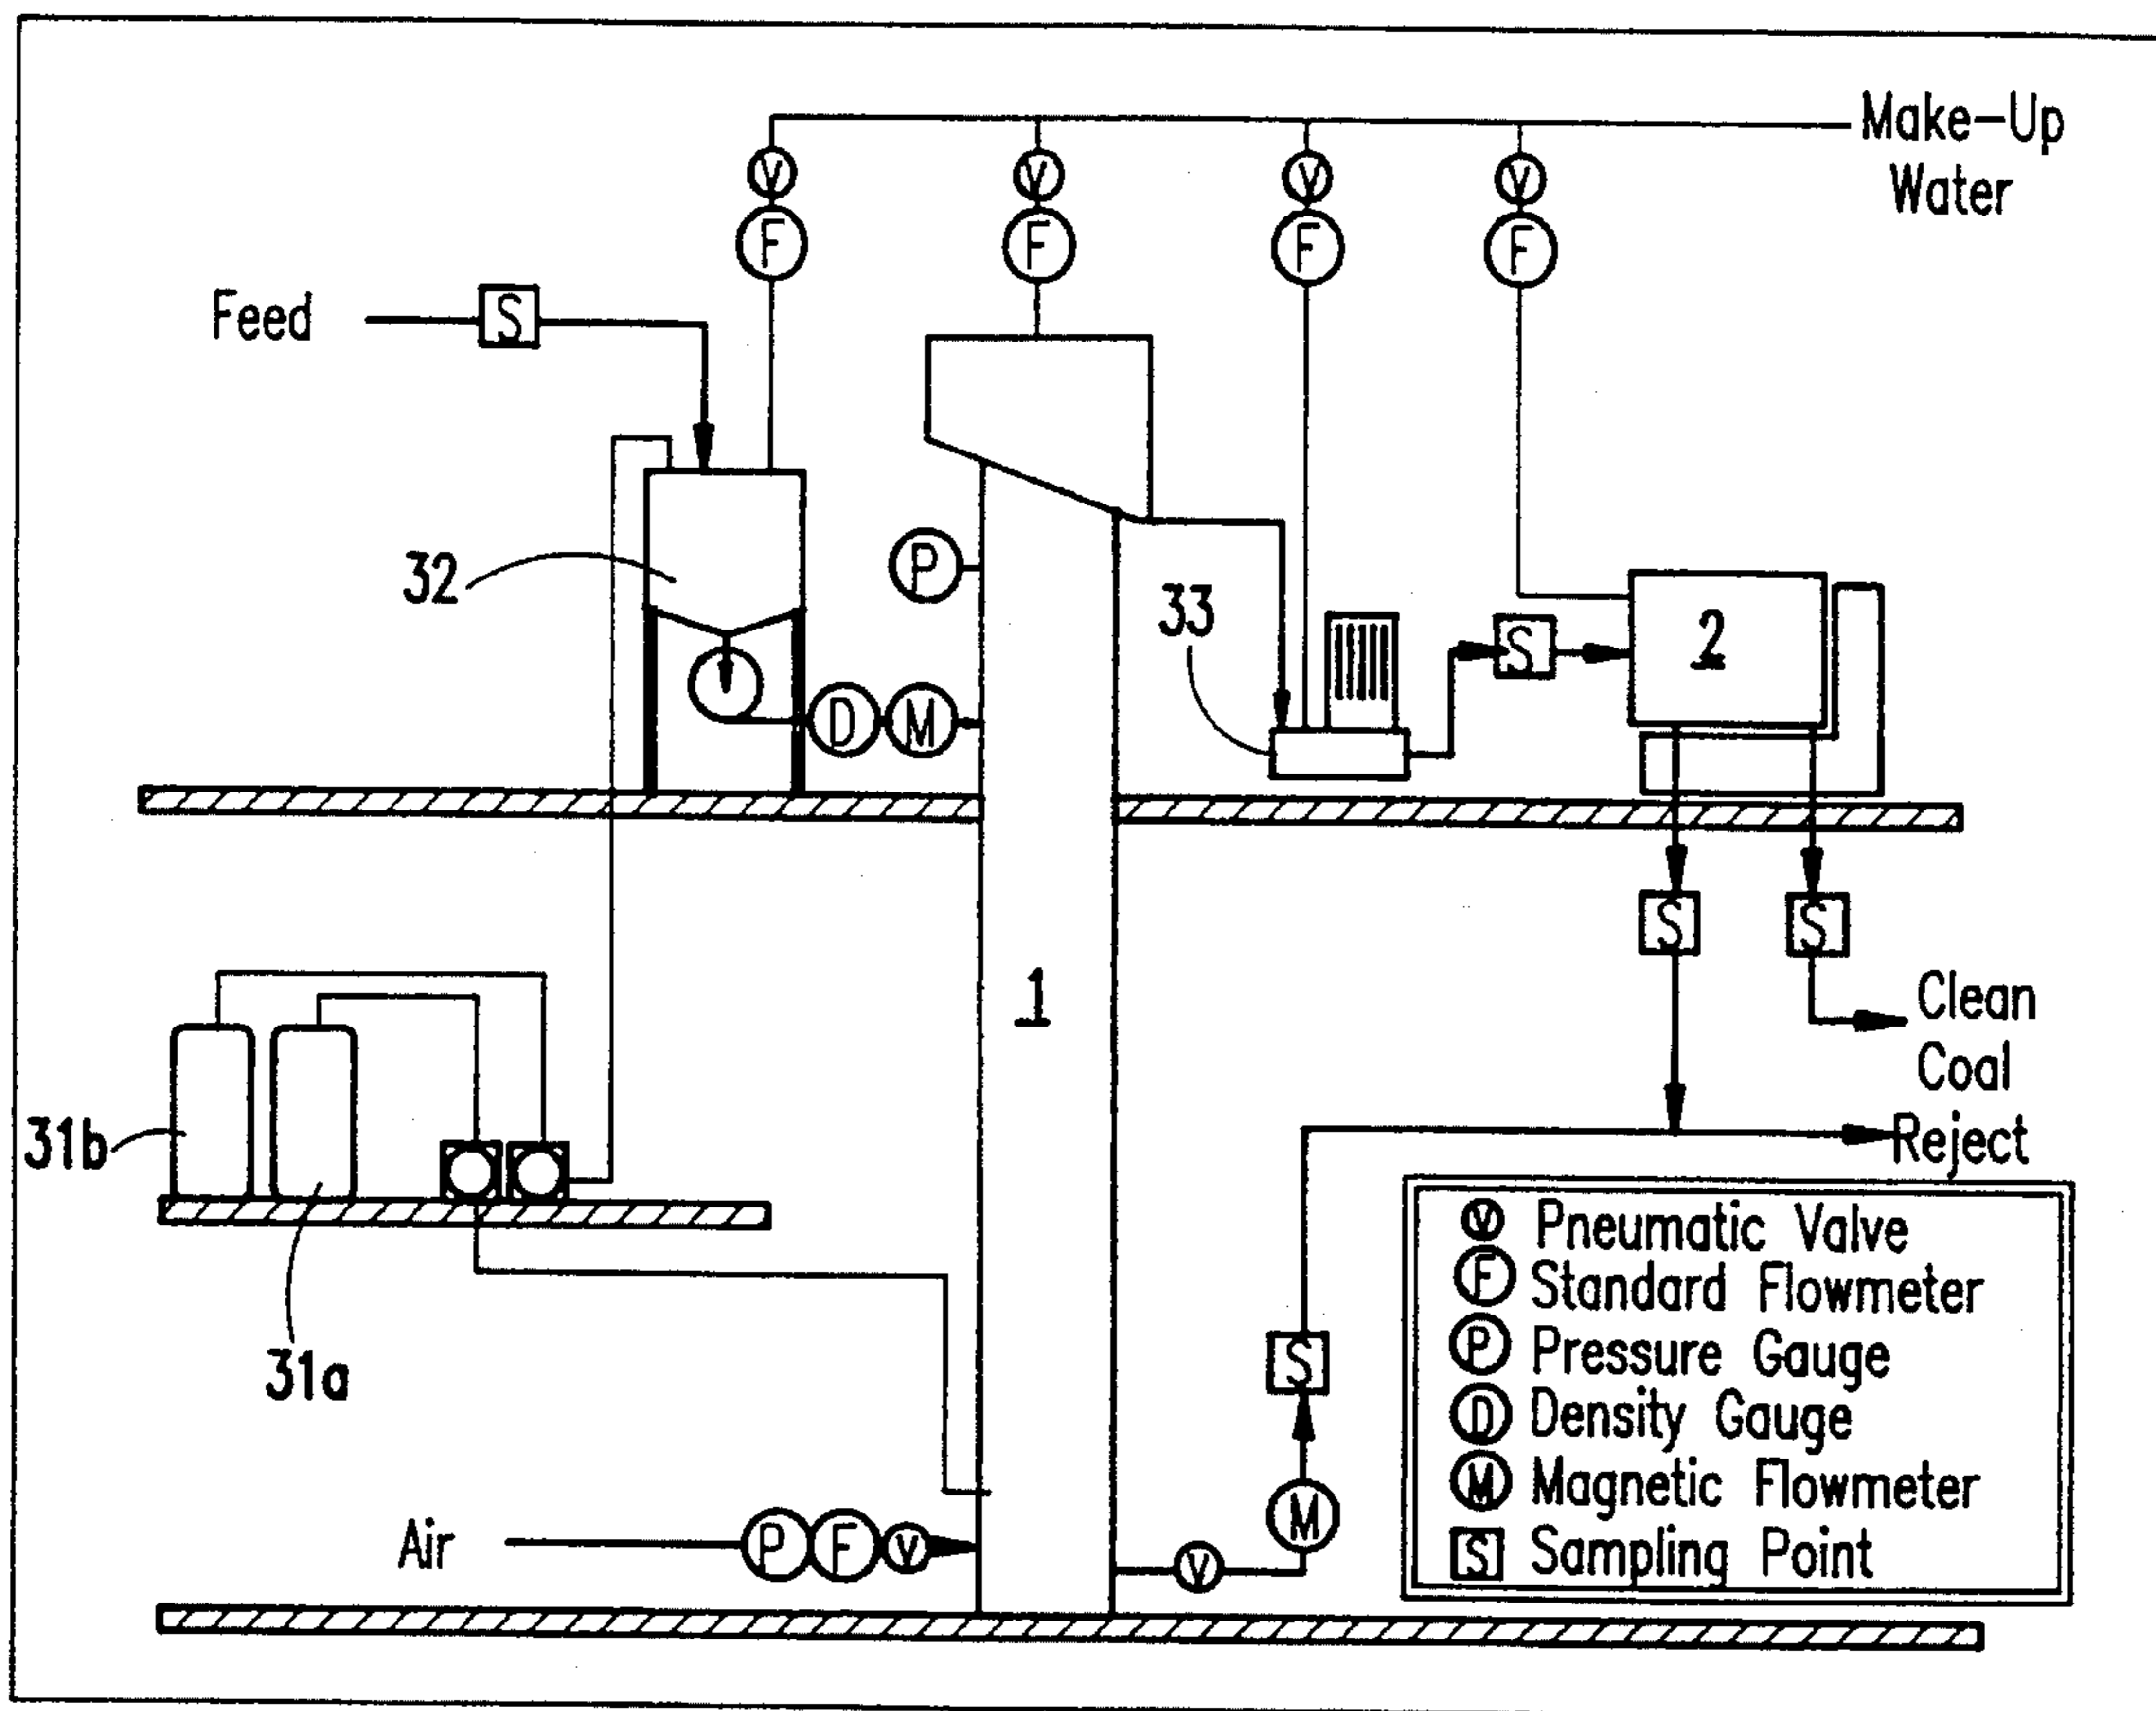 Make-Up
Water
V
V
V
V
F
F
F
F
Feed
S
32
P
33
S
2
D
M
S
S
1
Clean
Coal
31b
Reject
31a
S
Air
P
F
V
V
M
V Pneumatic Valve
F Standard Flowmeter
P Pressure Gauge
D Density Gauge
M Magnetic Flowmeter
S Sampling Point